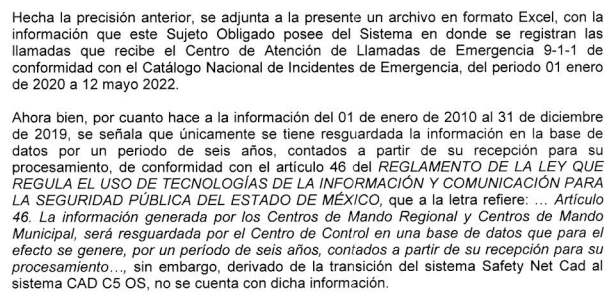 Hecha la precisión anterior, se adjunta a la presente un archivo en formato Excel, con la
información que este Sujeto Obligado posee del Sistema en donde se registran las
llamadas que recibe el Centro de Atención de Llamadas de Emergencia 9-1-1 de
conformidad con el Catálogo Nacional de Incidentes de Emergencia, del periodo 01 enero
de 2020 a 12 mayo 2022.
Ahora bien, por cuanto hace a la información del 01 de enero de 2010 al 31 de diciembre
de 2019, se señala que únicamente se tiene resguardada la información en la base de
datos por un periodo de seis años, contados a partir de su recepción para su
procesamiento, de conformidad con el artículo 46 del REGLAMENTO DE LA LEY QUE
REGULA EL USO DE TECNOLOGÍAS DE LA INFORMACIÓN Y COMUNICACIÓN PARA
LA SEGURIDAD PÚBLICA DEL ESTADO DE MÉXICO, que a la letra refiere: … Artículo
46. La información generada por los Centros de Mando Regional y Centros de Mando
Municipal, será resguardada por el Centro de Control en una base de datos que para el
efecto se genere, por un período de seis años, contados a partir de su recepción para su
procesamiento…, sin embargo, derivado de la transición del sistema Safety Net Cad al
sistema CAD C5 OS, no se cuenta con dicha información.